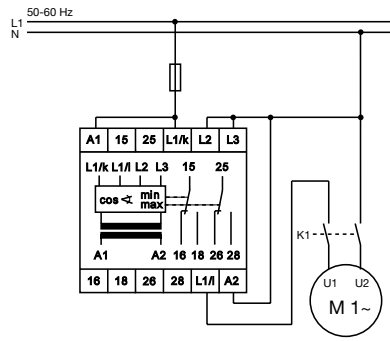 50-60 Hz
L1
N
A1 15 25 L1/k L2 L3
L1/k L1/l L2 L3 15 25
cos ∢ min
max
K1
A1 A2 16 18 26 28
U1 U2
16 18 26 28 L1/l A2
M 1~